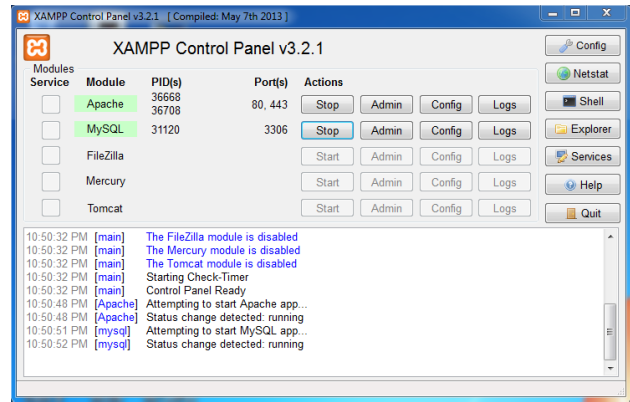 XAMPP Control Panel v3.2.1 [ Compiled: May 7th 2013 ]
XAMPP Control Panel v3.2.1
Config
Modules
Service Module PID(s) Port(s) Actions
Netstat
Apache 36668 36708 80, 443 Stop Admin Config Logs
Shell
MySQL 31120 3306 Stop Admin Config Logs
Explorer
FileZilla Start Admin Config Logs
Services
Mercury Start Admin Config Logs
Help
Tomcat Start Admin Config Logs
Quit
10:50:32 PM [main] The FileZilla module is disabled
10:50:32 PM [main] The Mercury module is disabled
10:50:32 PM [main] The Tomcat module is disabled
10:50:32 PM [main] Starting Check-Timer
10:50:32 PM [main] Control Panel Ready
10:50:48 PM [Apache] Attempting to start Apache app...
10:50:48 PM [Apache] Status change detected: running
10:50:51 PM [mysql] Attempting to start MySQL app...
10:50:52 PM [mysql] Status change detected: running